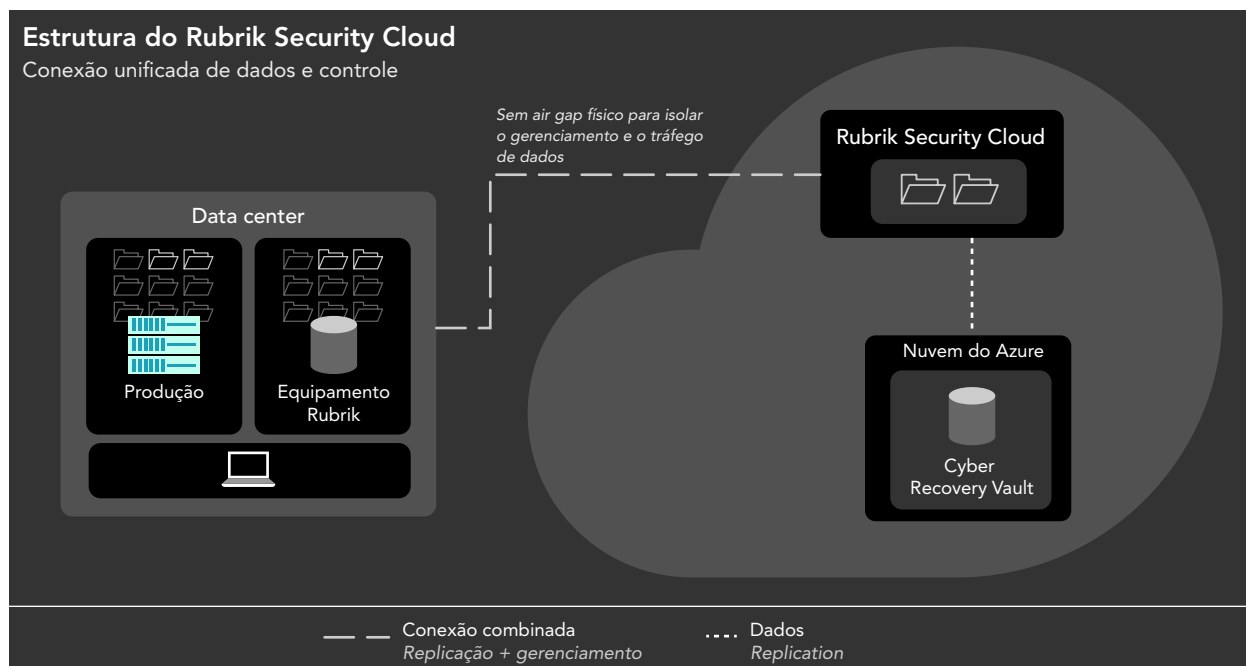 Estrutura do Rubrik Security Cloud
Conexão unificada de dados e controle
Sem air gap físico para isolar
o gerenciamento e o tráfego
de dados
Rubrik Security Cloud
Data center
Produção
Equipamento
Rubrik
Nuvem do Azure
Cyber
Recovery Vault
Conexão combinada
Replicação + gerenciamento
Dados
Replication